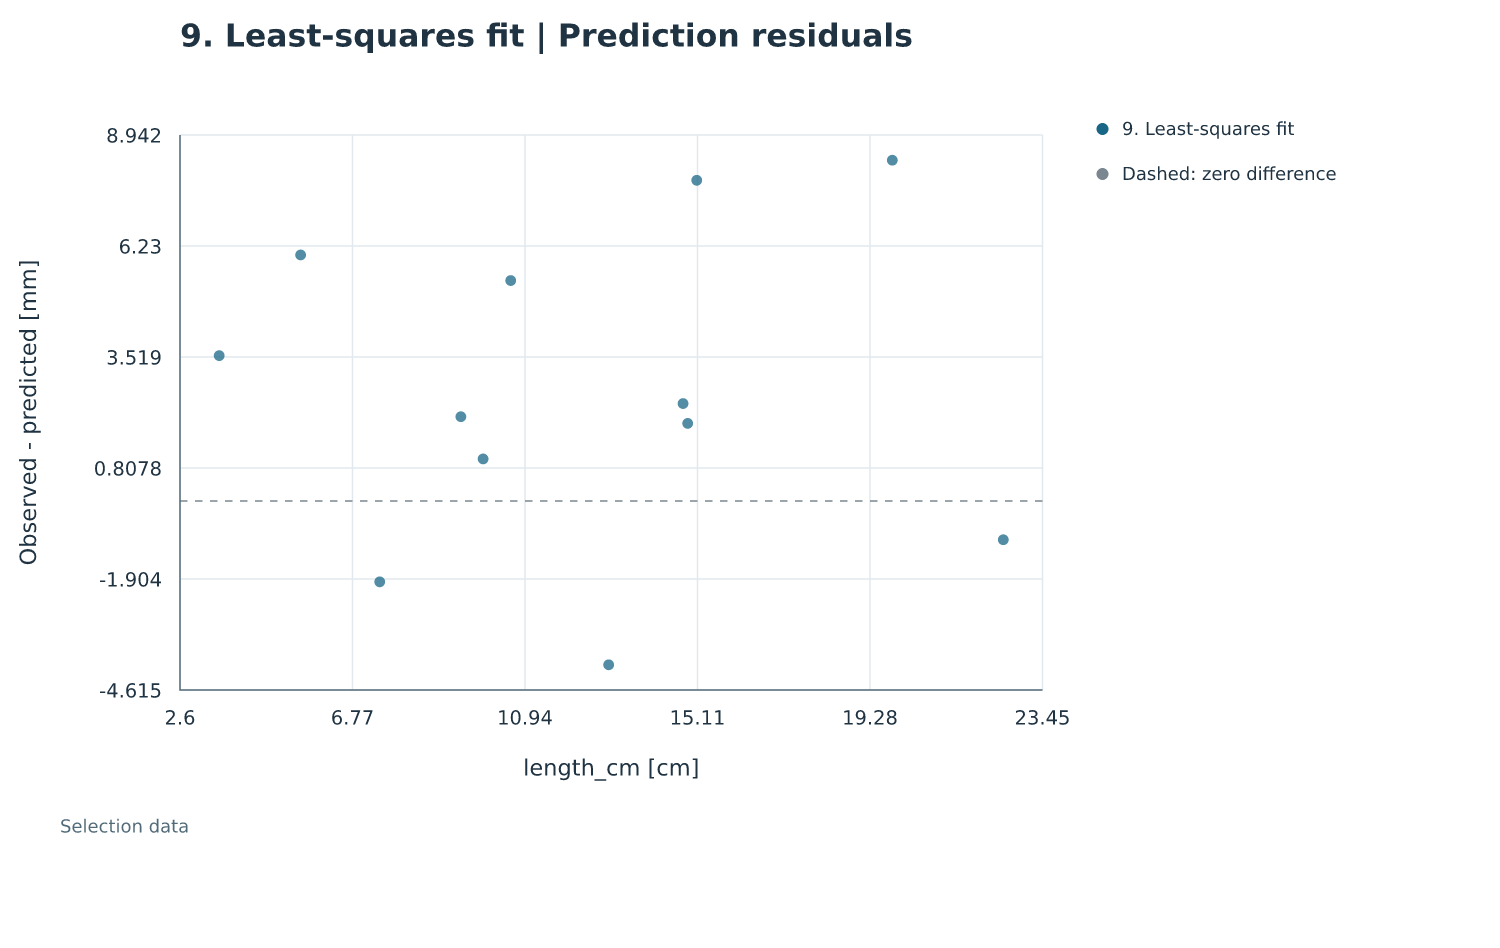 9. Least-squares fit | Prediction residuals
9. Least-squares fit
Dashed: zero difference
Observed - predicted [mm]
8.942
6.23
3.519
0.8078
-1.904
-4.615
2.6
6.77
10.94
15.11
19.28
23.45
length_cm [cm]
Selection data